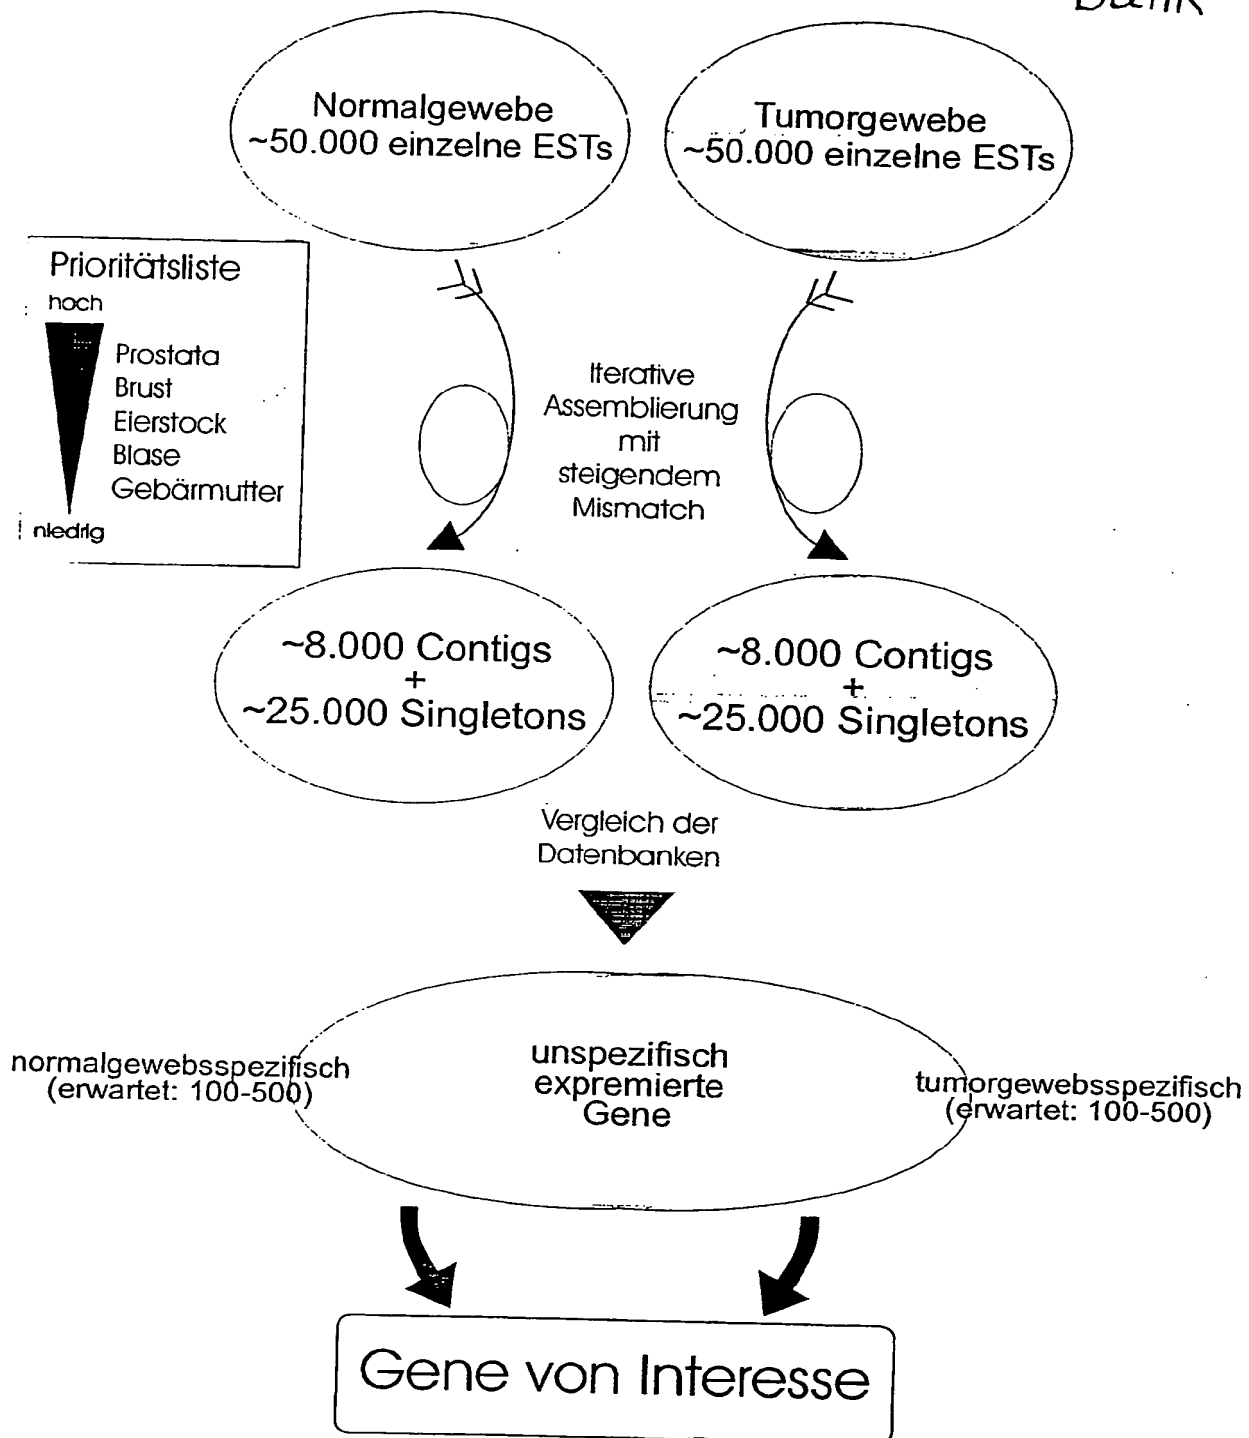 Normalgewebe
~50.000 einzelne ESTs
Tumorgewebe
~50.000 einzelne ESTs
Prioritätsliste
hoch
Prostata
Brust
Eierstock
Blase
Gebärmutter
niedrig
Iterative
Assemblierung
mit
steigendem
Mismatch
~8.000 Contigs
+
~25.000 Singletons
~8.000 Contigs
+
~25.000 Singletons
Vergleich der
Datenbanken
normalgewebsspezifisch
(erwartet: 100-500)
unspezifisch
expremierte
Gene
tumorgewebsspezifisch
(erwartet: 100-500)
Gene von Interesse